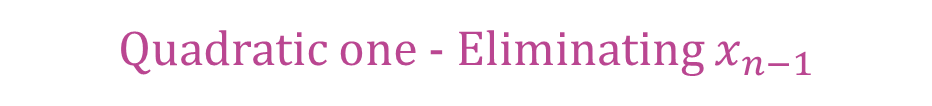 Quadratic one - Eliminating $x_{n-1}$